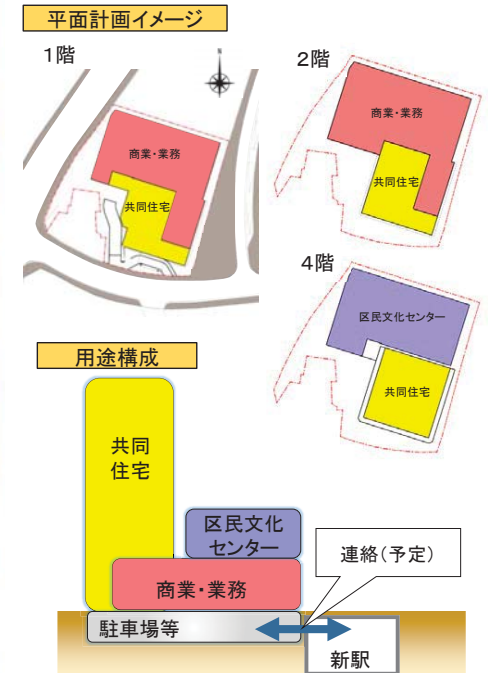 平面計画イメージ
1階
N
商業・業務
共同住宅
2階
商業・業務
共同住宅
4階
区民文化センター
共同住宅
用途構成
共同
住宅
区民文化
センター
商業・業務
駐車場等
連絡(予定)
新駅